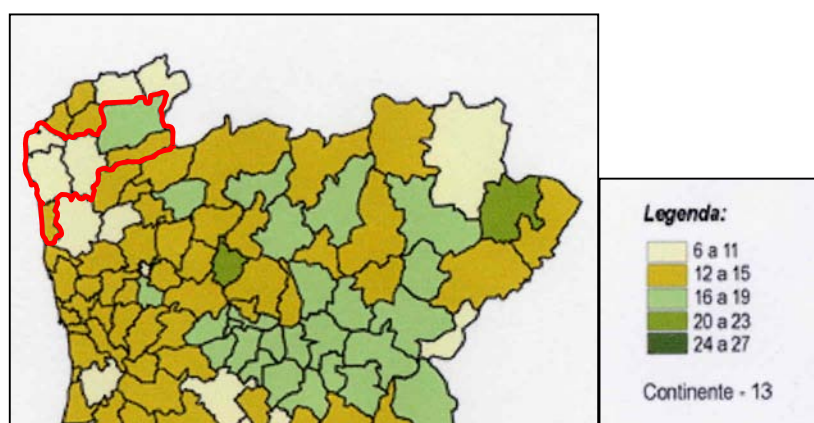 Legenda:
6 a 11
12 a 15
16 a 19
20 a 23
24 a 27
Continente - 13